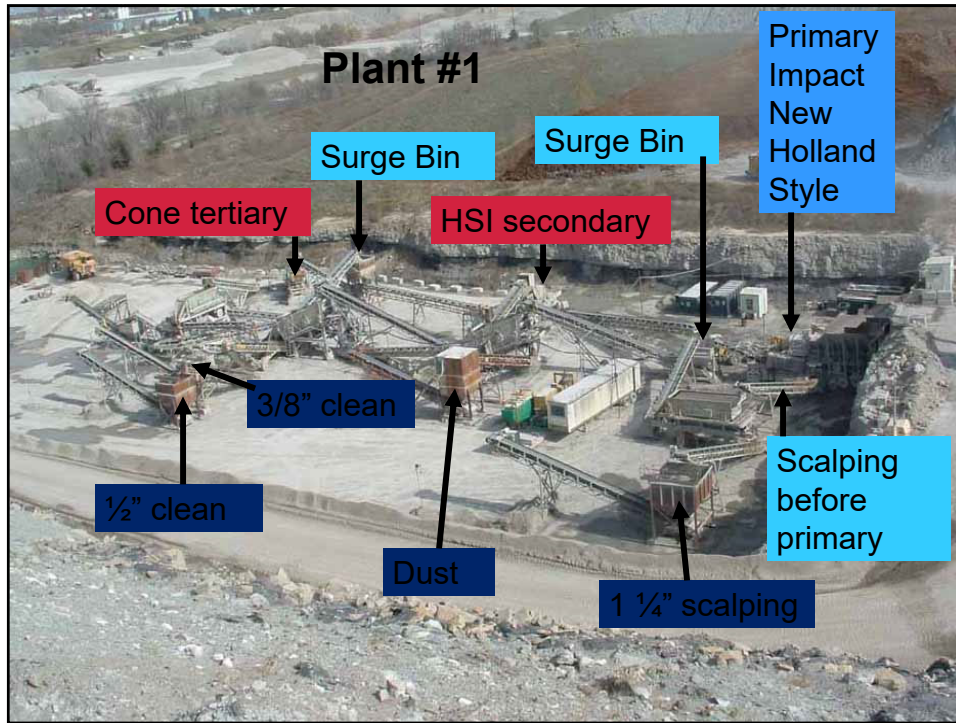 Plant #1
Primary
Impact
New
Holland
Style
Surge Bin
Surge Bin
Cone tertiary
HSI secondary
3/8” clean
½” clean
Dust
1 ¼” scalping
Scalping
before
primary